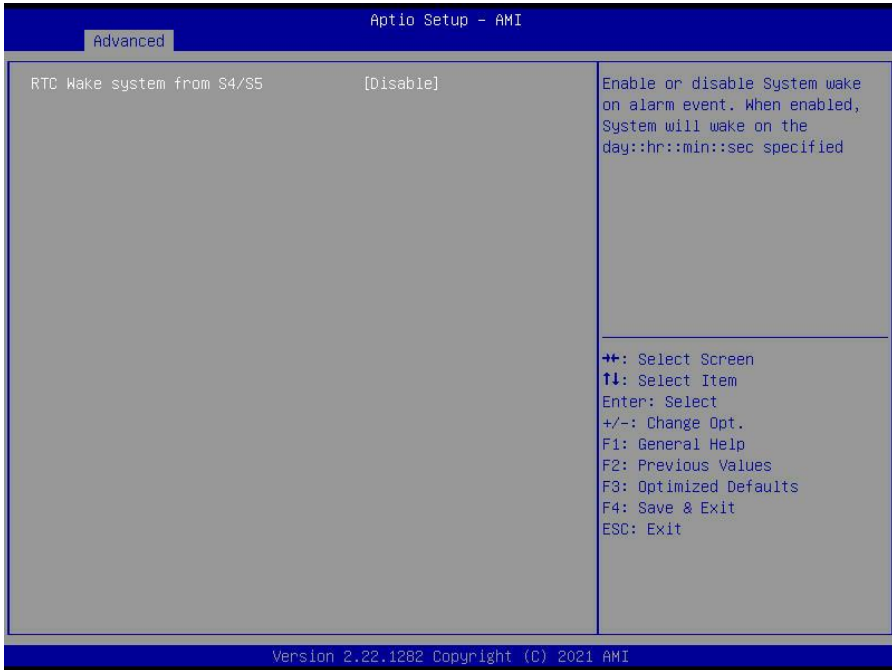 Aptio Setup – AMI
Advanced
RTC Wake system from S4/S5 [Disable]
Enable or disable System wake
on alarm event. When enabled,
System will wake on the
day::hr::min::sec specified
→←: Select Screen
↑↓: Select Item
Enter: Select
+/-: Change Opt.
F1: General Help
F2: Previous Values
F3: Optimized Defaults
F4: Save & Exit
ESC: Exit
Version 2.22.1282 Copyright (C) 2021 AMI